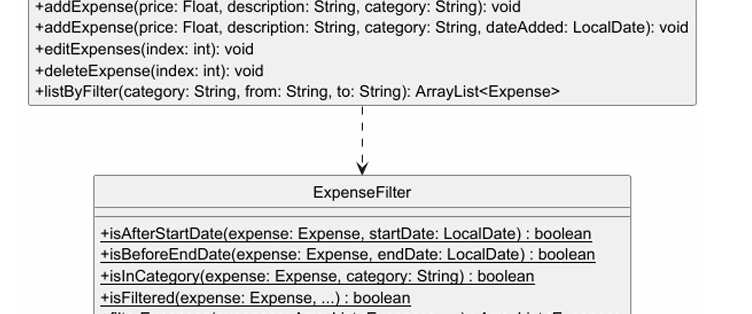 +addExpense(price: Float, description: String, category: String): void
+addExpense(price: Float, description: String, category: String, dateAdded: LocalDate): void
+editExpenses(index: int): void
+deleteExpense(index: int): void
+listByFilter(category: String, from: String, to: String): ArrayList<Expense>
ExpenseFilter
+isAfterStartDate(expense: Expense, startDate: LocalDate) : boolean
+isBeforeEndDate(expense: Expense, endDate: LocalDate) : boolean
+isInCategory(expense: Expense, category: String) : boolean
+isFiltered(expense: Expense, ...) : boolean